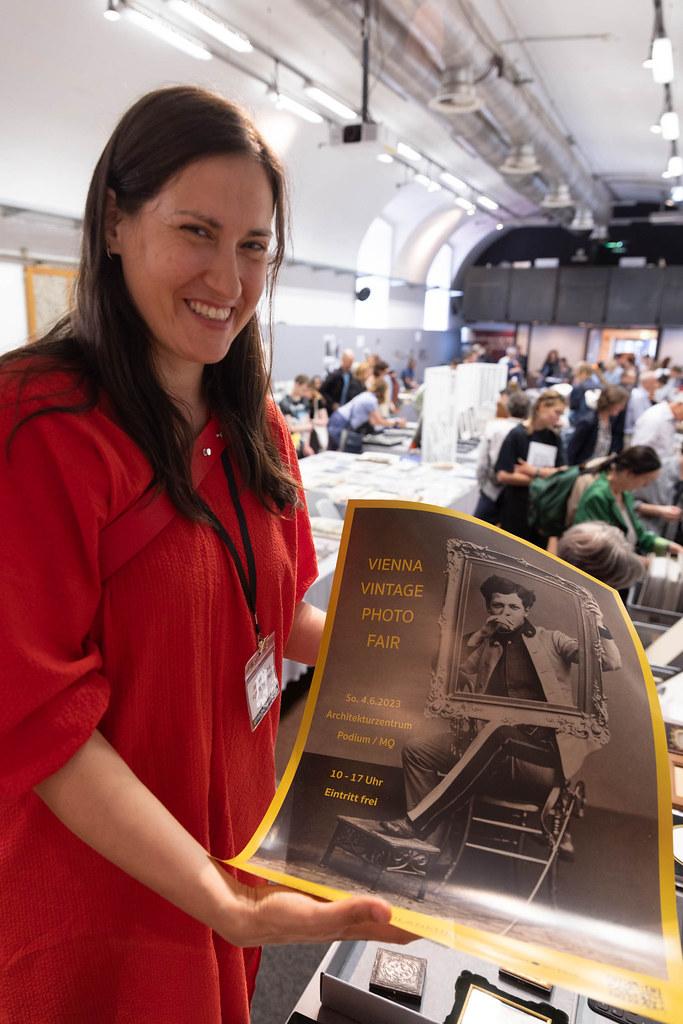 VIENNA
VINTAGE
PHOTO
FAIR
So. 4.6.2023
Architekturzentrum
Podium / MQ
10 - 17 Uhr
Eintritt frei